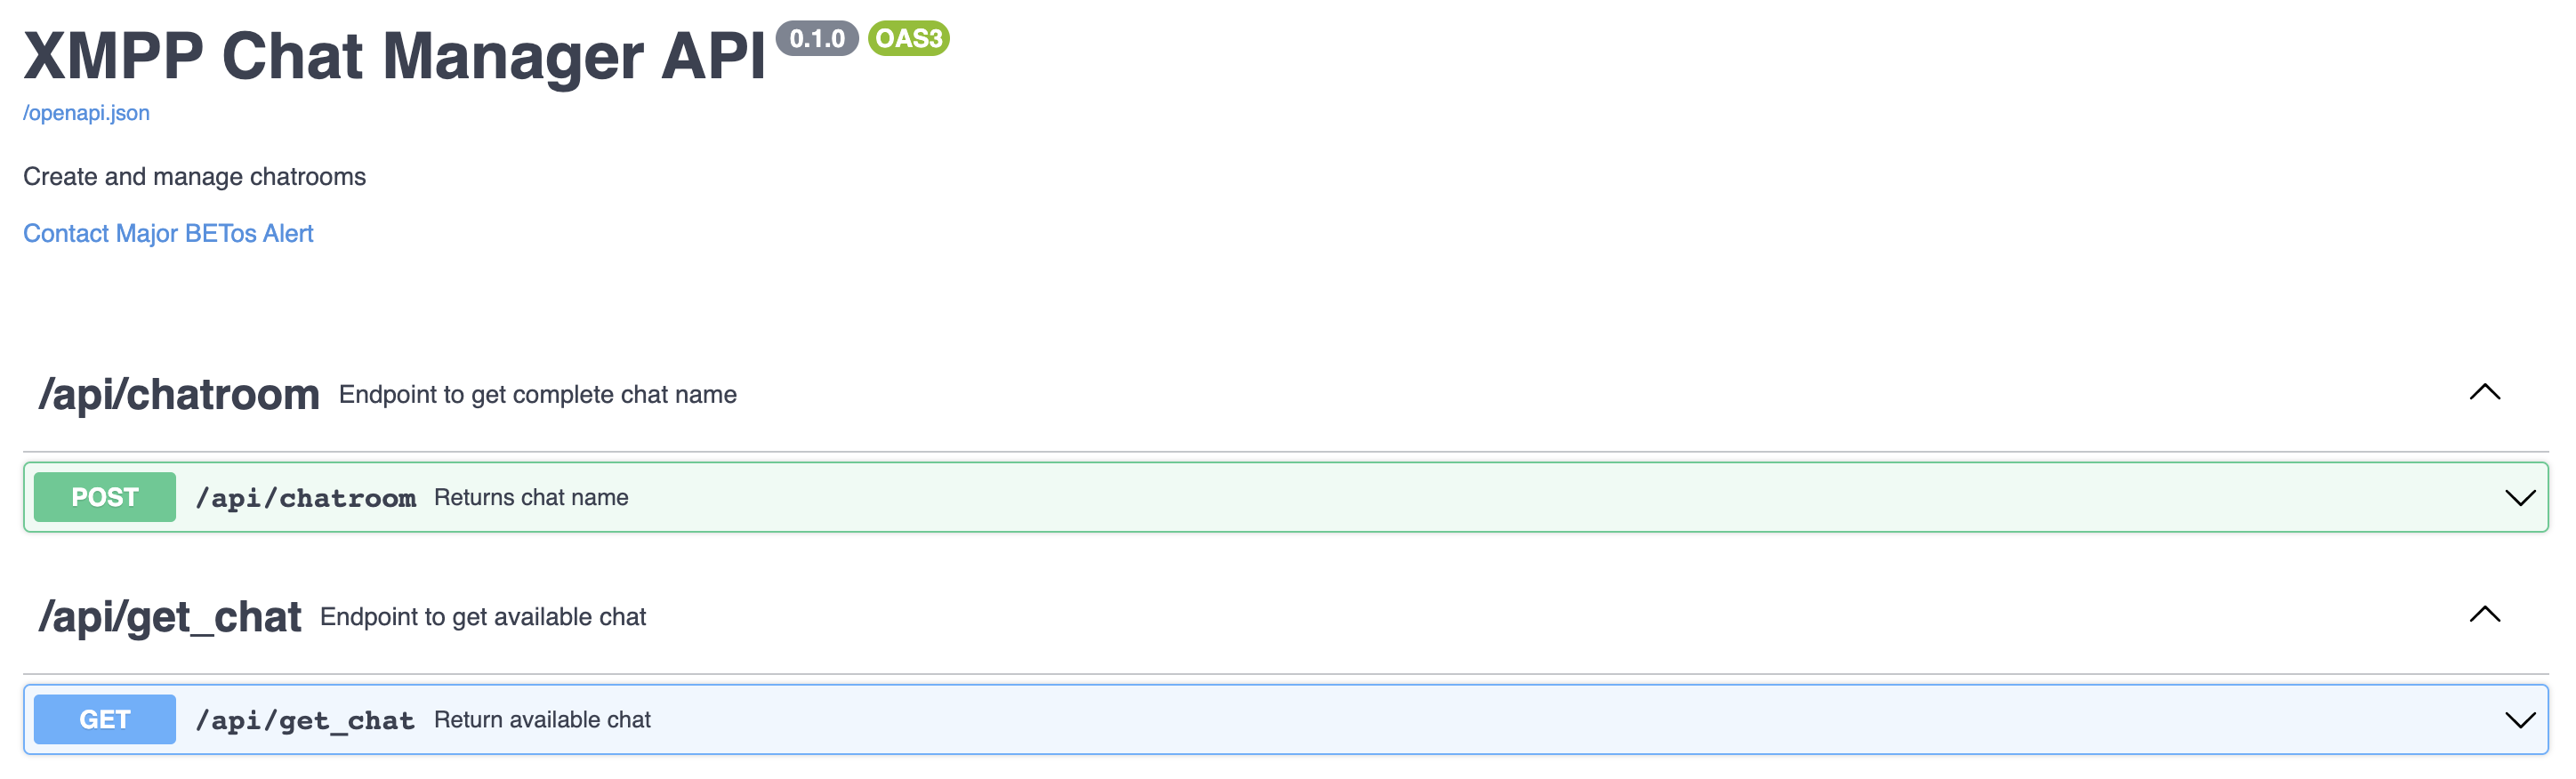 XMPP Chat Manager API 0.1.0 OAS3
/openapi.json
Create and manage chatrooms
Contact Major BETos Alert
/api/chatroom Endpoint to get complete chat name
POST /api/chatroom Returns chat name
/api/get_chat Endpoint to get available chat
GET /api/get_chat Return available chat